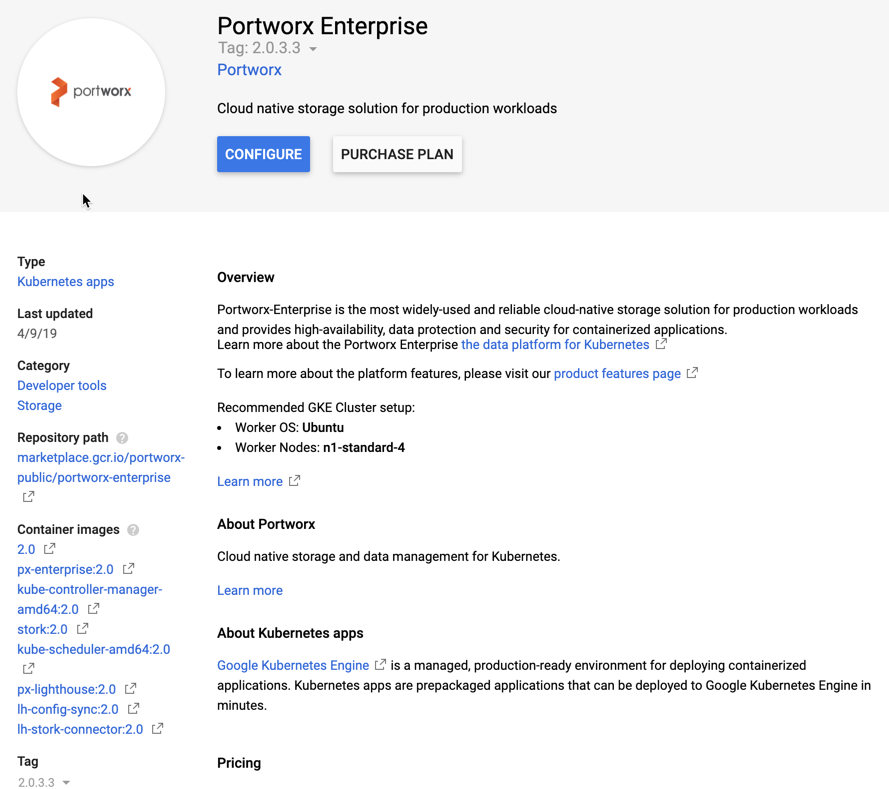 portworx
Portworx Enterprise
Tag: 2.0.3.3
Portworx
Cloud native storage solution for production workloads
CONFIGURE
PURCHASE PLAN
Type
Kubernetes apps
Last updated
4/9/19
Category
Developer tools
Storage
Repository path
marketplace.gcr.io/portworx-
public/portworx-enterprise
Container images
2.0
px-enterprise:2.0
kube-controller-manager-
amd64:2.0
stork:2.0
kube-scheduler-amd64:2.0
px-lighthouse:2.0
lh-config-sync:2.0
lh-stork-connector:2.0
Tag
2.0.3.3
Overview
Portworx-Enterprise is the most widely-used and reliable cloud-native storage solution for production workloads
and provides high-availability, data protection and security for containerized applications.
Learn more about the Portworx Enterprise the data platform for Kubernetes
To learn more about the platform features, please visit our product features page
Recommended GKE Cluster setup:
• Worker OS: Ubuntu
• Worker Nodes: n1-standard-4
Learn more
About Portworx
Cloud native storage and data management for Kubernetes.
Learn more
About Kubernetes apps
Google Kubernetes Engine is a managed, production-ready environment for deploying containerized
applications. Kubernetes apps are prepackaged applications that can be deployed to Google Kubernetes Engine in
minutes.
Pricing